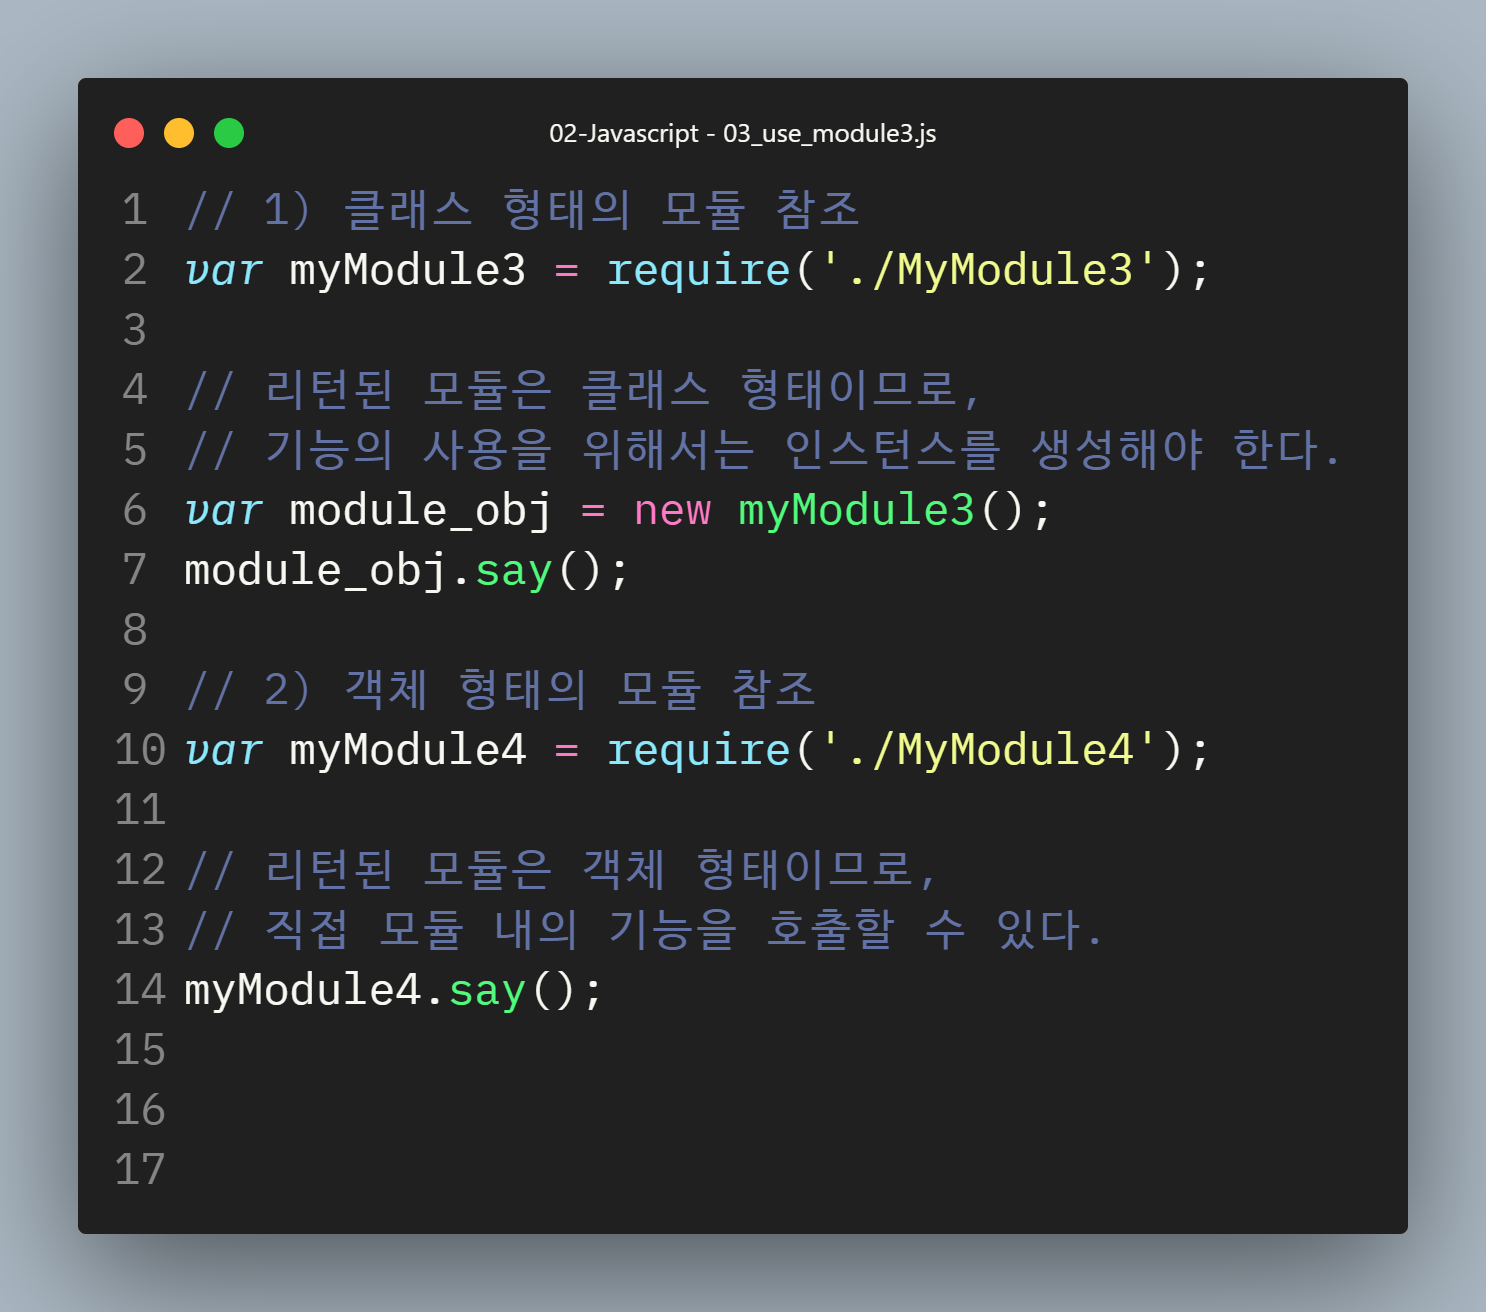 02-Javascript - 03_use_module3.js
1 // 1) 클래스 형태의 모듈 참조
2 var myModule3 = require('./MyModule3');
3
4 // 리턴된 모듈은 클래스 형태이므로,
5 // 기능의 사용을 위해서는 인스턴스를 생성해야 한다.
6 var module_obj = new myModule3();
7 module_obj.say();
8
9 // 2) 객체 형태의 모듈 참조
10 var myModule4 = require('./MyModule4');
11
12 // 리턴된 모듈은 객체 형태이므로,
13 // 직접 모듈 내의 기능을 호출할 수 있다.
14 myModule4.say();
15
16
17